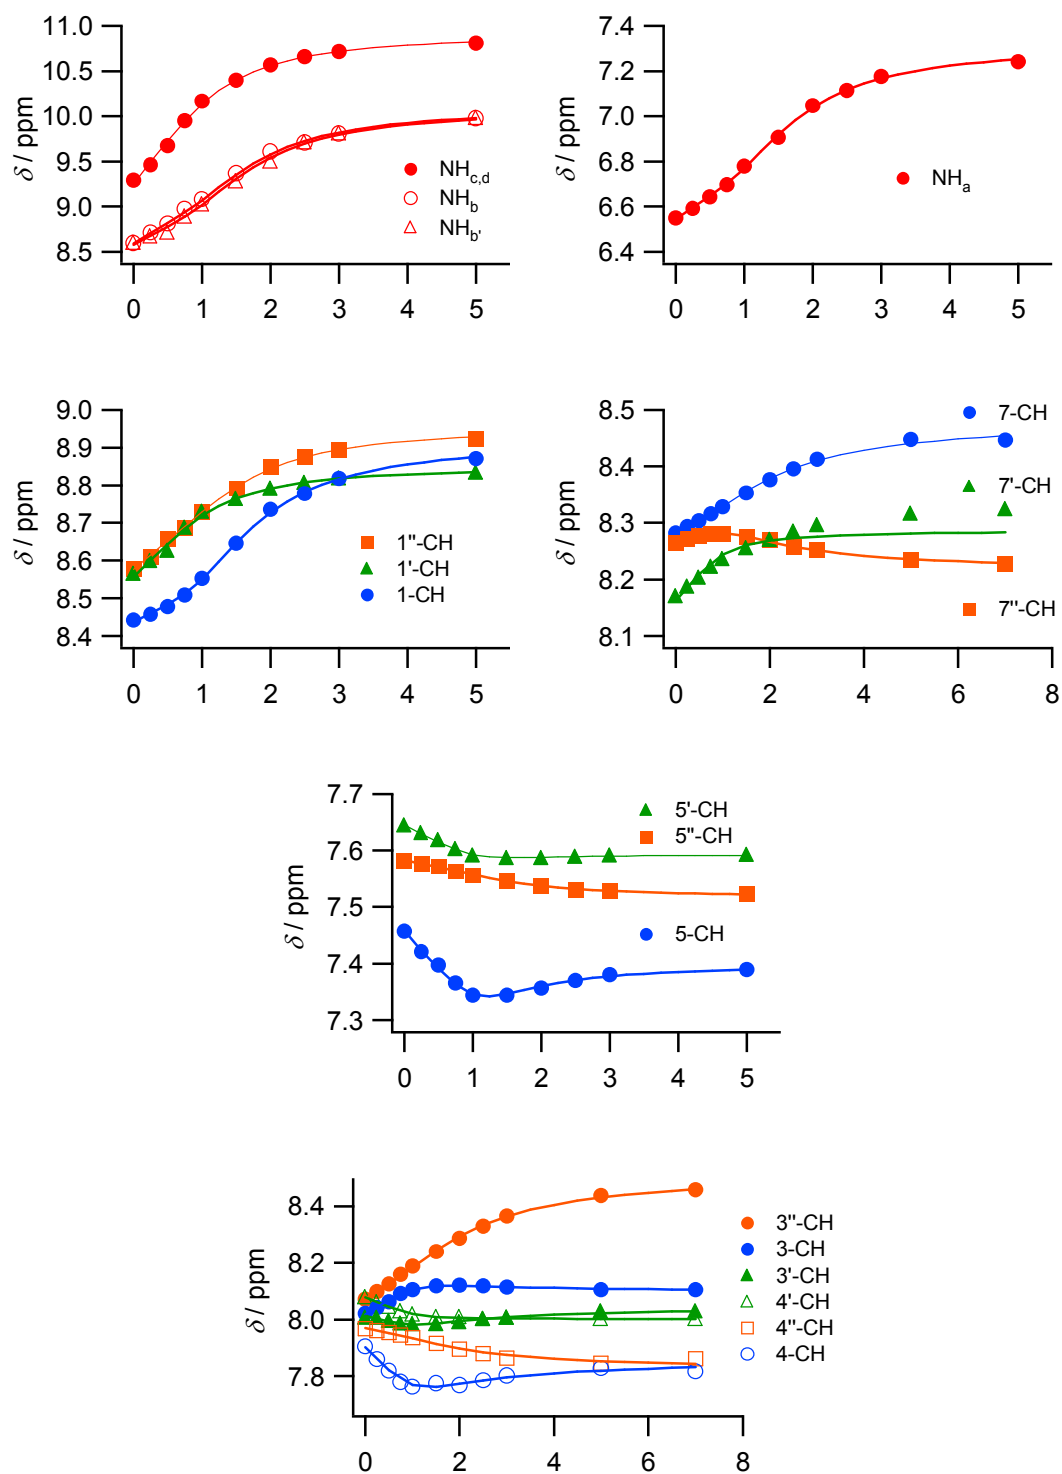 δ / ppm
11.0
10.5
10.0
9.5
9.0
8.5
0 1 2 3 4 5
NHc,d
NHb
NHb'
δ / ppm
7.4
7.2
7.0
6.8
6.6
6.4
0 1 2 3 4 5
NHa
δ / ppm
9.0
8.9
8.8
8.7
8.6
8.5
8.4
0 1 2 3 4 5
1''-CH
1'-CH
1-CH
δ / ppm
8.5
8.4
8.3
8.2
8.1
0 2 4 6 8
7-CH
7'-CH
7''-CH
δ / ppm
7.7
7.6
7.5
7.4
7.3
0 1 2 3 4 5
5'-CH
5''-CH
5-CH
δ / ppm
8.4
8.2
8.0
7.8
0 2 4 6 8
3''-CH
3-CH
3'-CH
4'-CH
4''-CH
4-CH